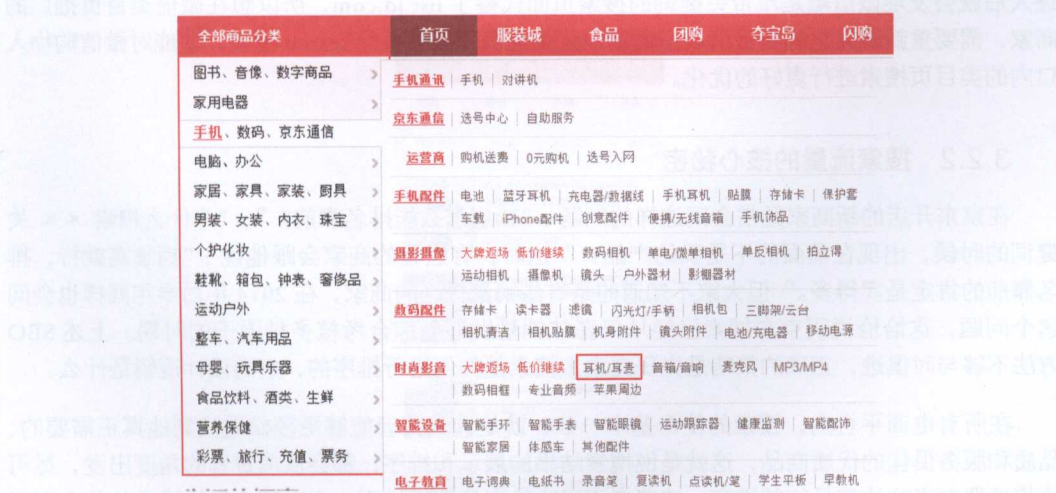 全部商品分类 首页 服装城 食品 团购 夺宝岛 闪购
图书、音像、数字商品
家用电器
手机、数码、京东通信
电脑、办公
家居、家具、家装、厨具
男装、女装、内衣、珠宝
个护化妆
鞋靴、箱包、钟表、奢侈品
运动户外
整车、汽车用品
母婴、玩具乐器
食品饮料、酒类、生鲜
营养保健
彩票、旅行、充值、票务
手机通讯 手机 | 对讲机
京东通信 | 选号中心 | 自助服务
运营商 | 购机送费 | 0元购机 | 选号入网
手机配件 | 电池 | 蓝牙耳机 | 充电器/数据线 | 手机耳机 | 贴膜 | 存储卡 | 保护套
| 车载 | iPhone配件 | 创意配件 | 便携/无线音箱 | 手机饰品
摄影摄像 | 大牌返场 低价继续 | 数码相机 | 单电/微单相机 | 单反相机 | 拍立得
| 运动相机 | 摄像机 | 镜头 | 户外器材 | 影棚器材
数码配件 | 存储卡 | 读卡器 | 滤镜 | 闪光灯/手柄 | 相机包 | 三脚架/云台
| 相机清洁 | 相机贴膜 | 机身附件 | 镜头附件 | 电池/充电器 | 移动电源
时尚影音 | 大牌返场 低价继续 | 耳机/耳麦 | 音箱/音响 | 麦克风 | MP3/MP4
| 数码相框 | 专业音频 | 苹果周边
智能设备 | 智能手环 | 智能手表 | 智能眼镜 | 运动跟踪器 | 健康监测 | 智能配饰
| 智能家居 | 体感车 | 其他配件
电子教育 | 电子词典 | 电纸书 | 录音笔 | 复读机 | 点读机/笔 | 学生平板 | 早教机